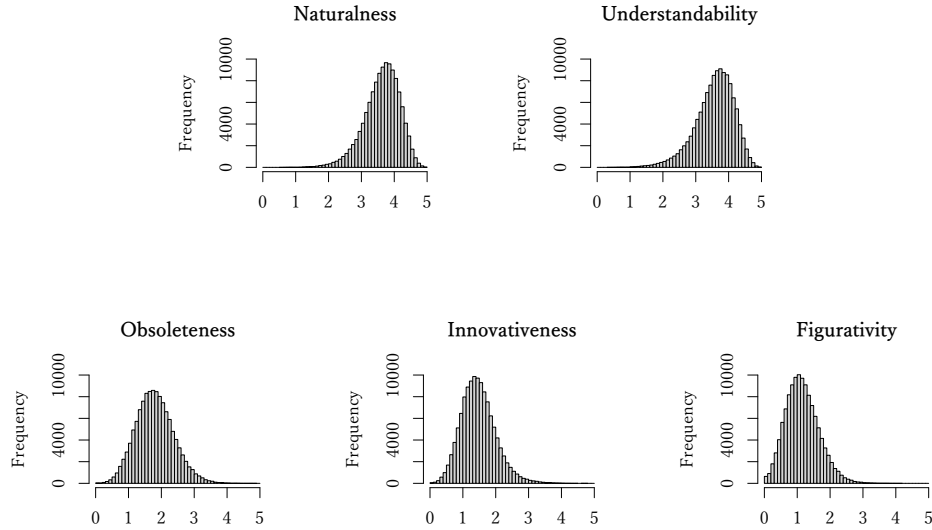 Naturalness
Frequency
0 4000 10000
0 1 2 3 4 5
Understandability
Frequency
0 4000 10000
0 1 2 3 4 5
Obsoleteness
Frequency
0 4000 10000
0 1 2 3 4 5
Innovativeness
Frequency
0 4000 10000
0 1 2 3 4 5
Figurativity
Frequency
0 4000 10000
0 1 2 3 4 5